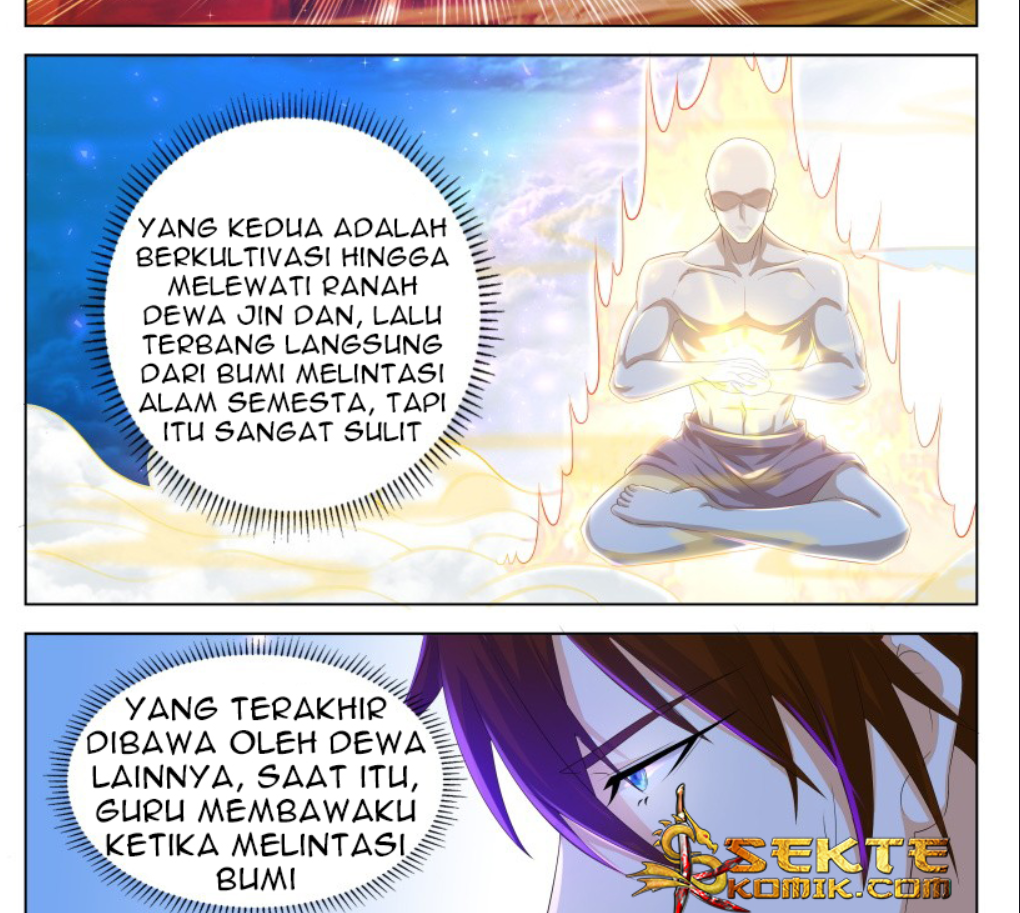 YANG KEDUA ADALAH
BERKULTIVASI HINGGA
MELEWATI RANAH
DEWA JIN DAN, LALU
TERBANG LANGSUNG
DARI BUMI MELINTASI
ALAM SEMESTA, TAPI
ITU SANGAT SULIT
YANG TERAKHIR
DIBAWA OLEH DEWA
LAINNYA, SAAT ITU,
GURU MEMBAWAKU
KETIKA MELINTASI
BUMI
SEKTE
KOMIK.COM